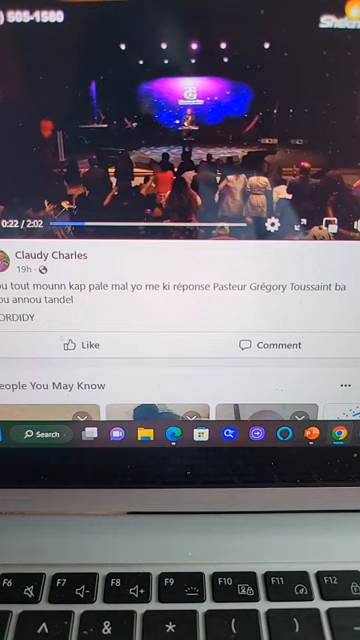 ) 505-1580
0:22 / 2:02
Claudy Charles
19h
ou tout mounn kap pale mal yo me ki réponse Pasteur Grégory Toussaint ba
ou annou tandel
ORDIDY
Like
Comment
eople You May Know
Search
F6
F7
F8
F9
F10
F11
F12
^
&
*
(
)